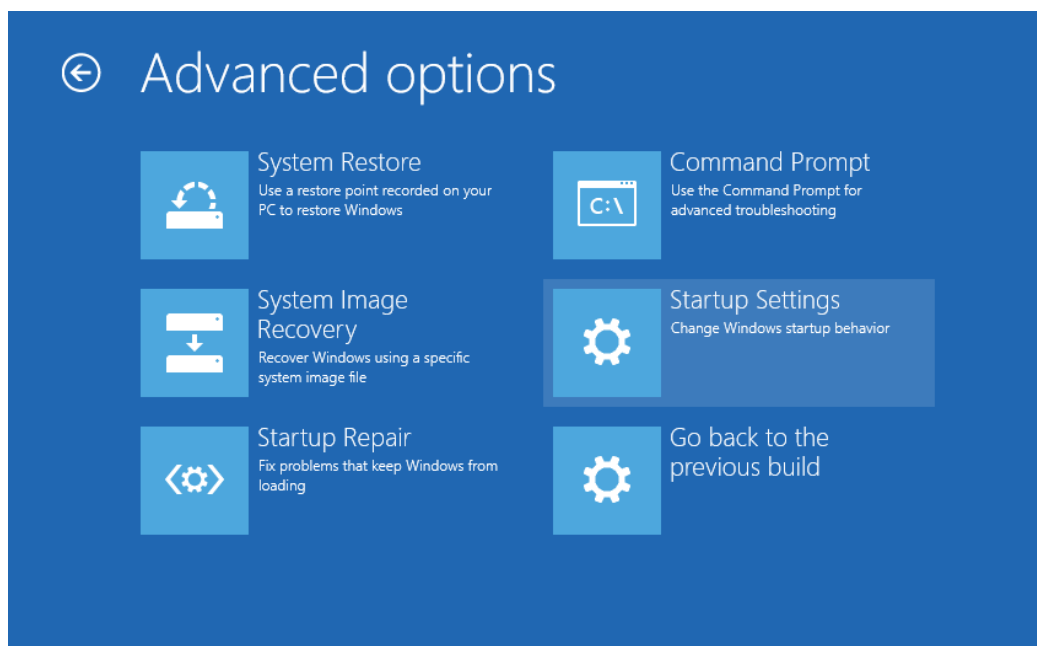 Advanced options
System Restore
Use a restore point recorded on your
PC to restore Windows
System Image
Recovery
Recover Windows using a specific
system image file
Startup Repair
Fix problems that keep Windows from
loading
Command Prompt
Use the Command Prompt for
advanced troubleshooting
C:\
Startup Settings
Change Windows startup behavior
Go back to the
previous build